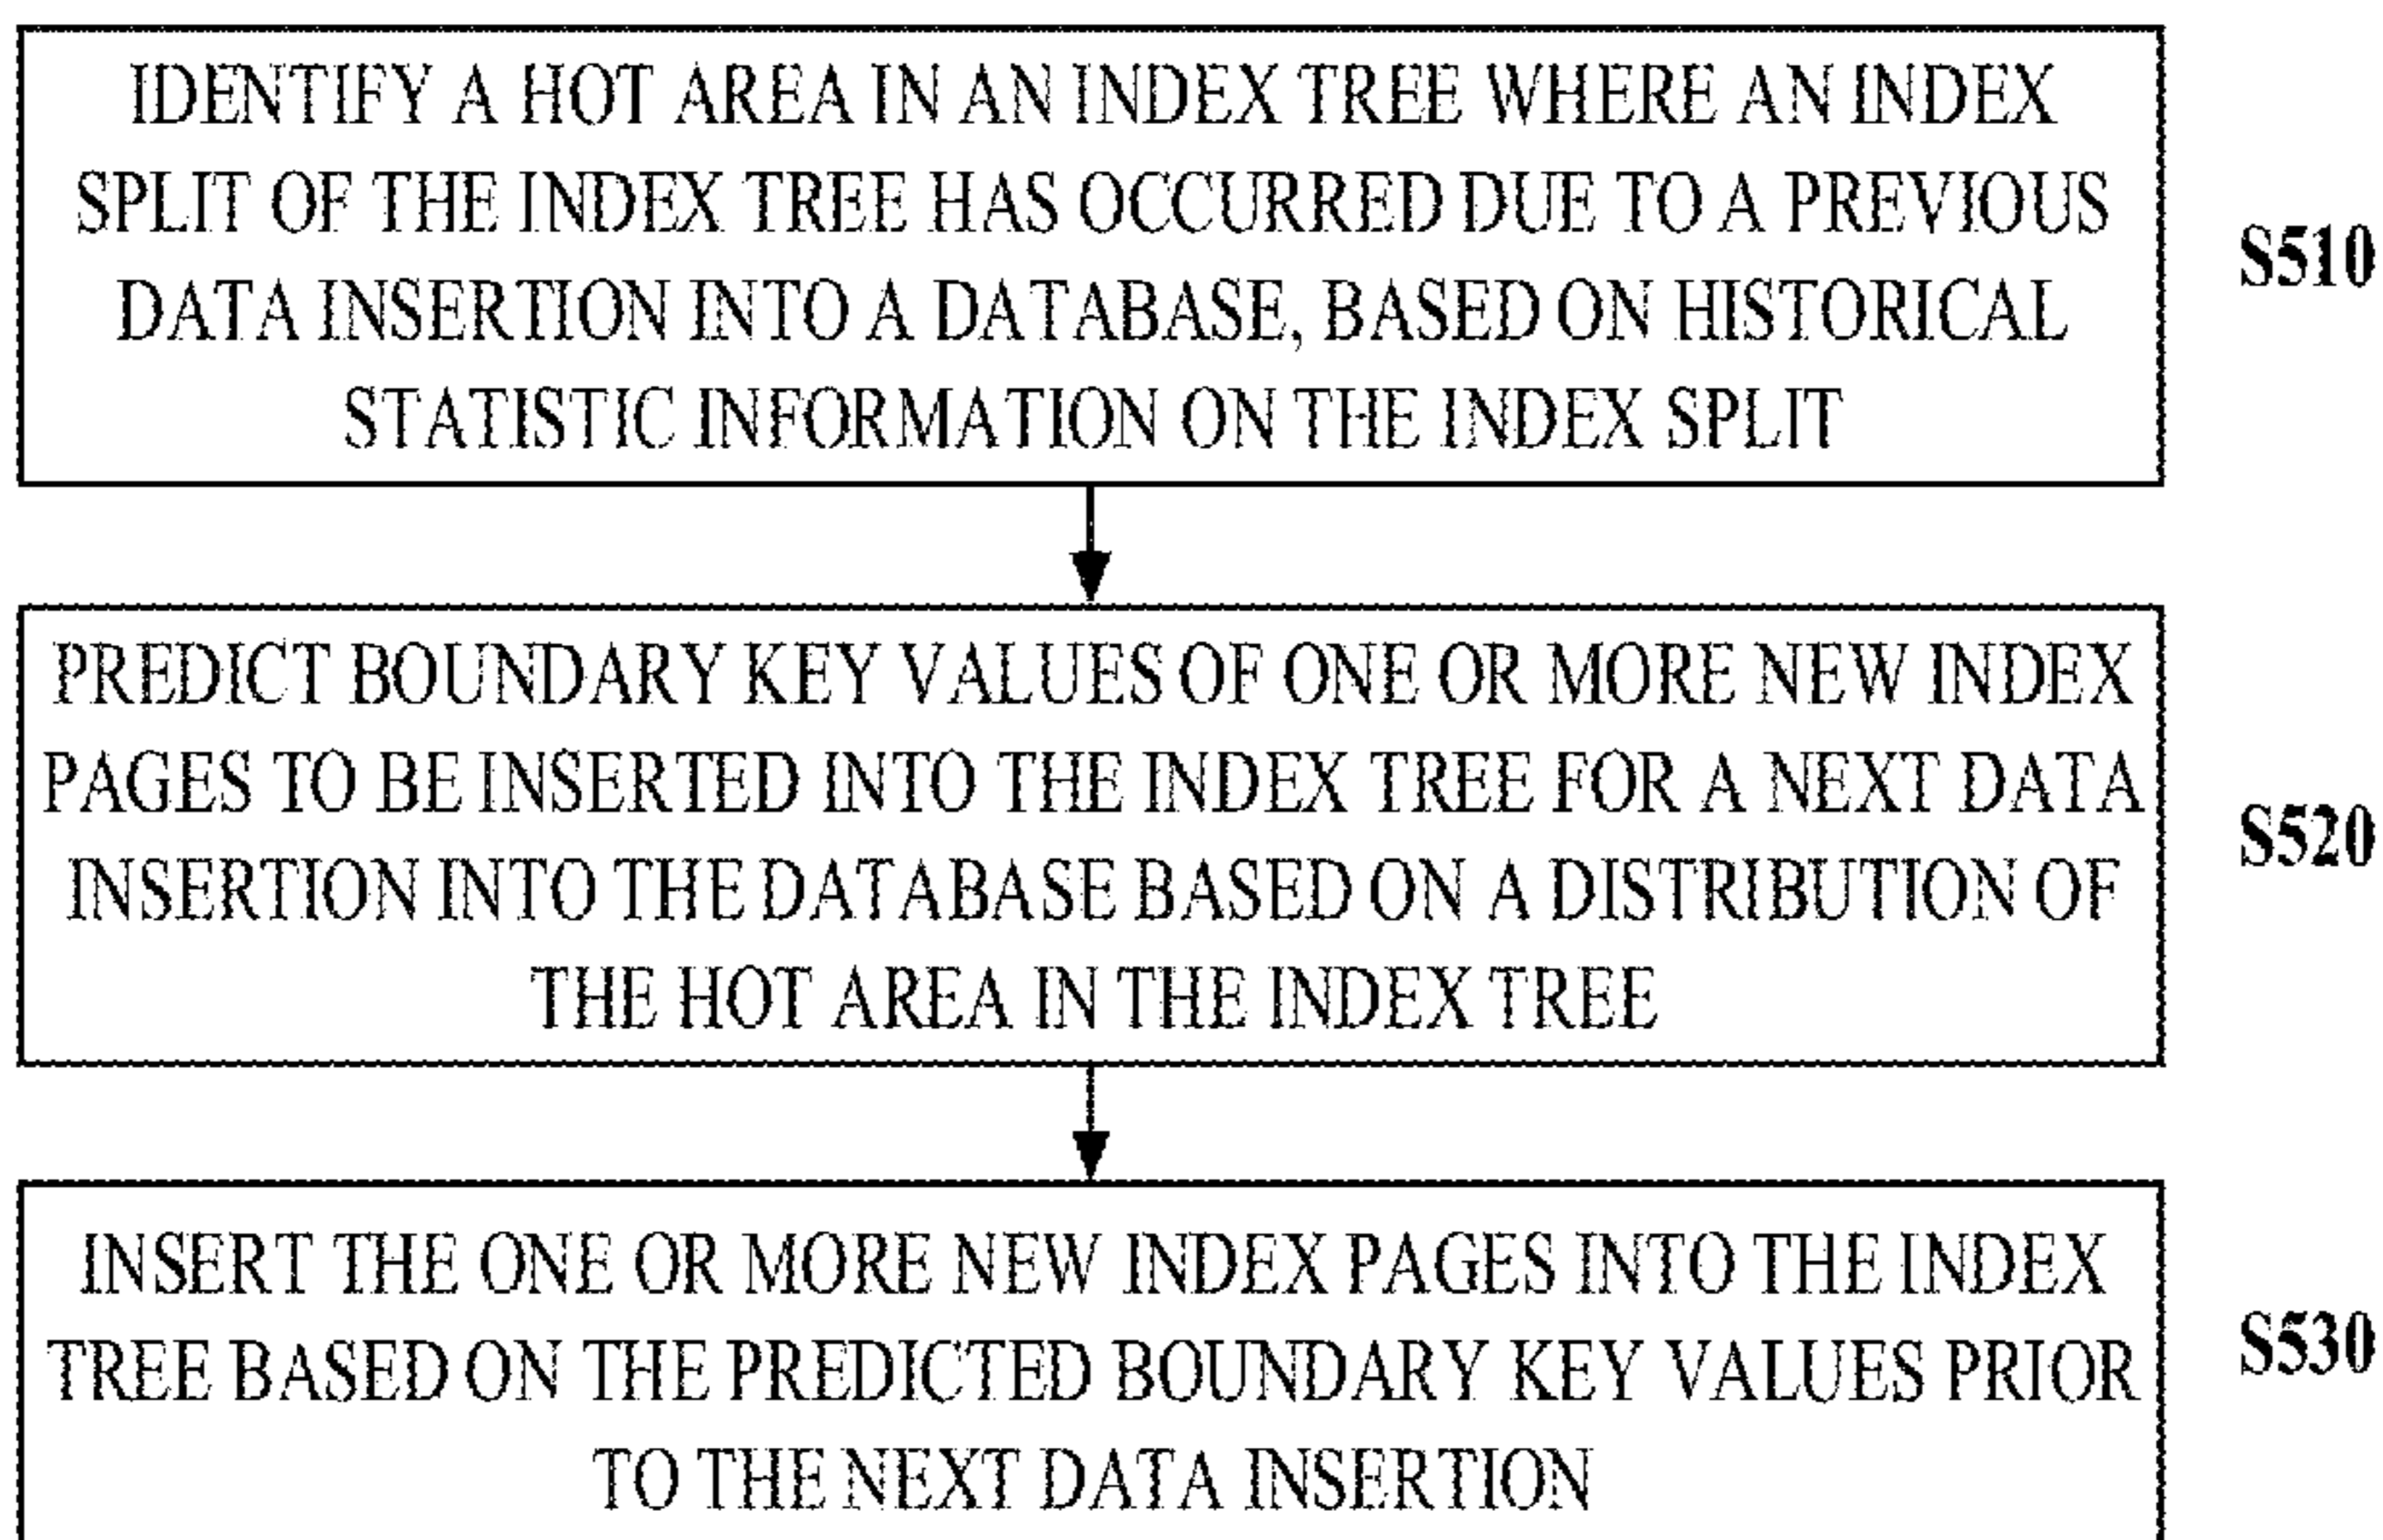 IDENTIFY A HOT AREA IN AN INDEX TREE WHERE AN INDEX
SPLIT OF THE INDEX TREE HAS OCCURRED DUE TO A PREVIOUS
DATA INSERTION INTO A DATABASE, BASED ON HISTORICAL
STATISTIC INFORMATION ON THE INDEX SPLIT
S510
PREDICT BOUNDARY KEY VALUES OF ONE OR MORE NEW INDEX
PAGES TO BE INSERTED INTO THE INDEX TREE FOR A NEXT DATA
INSERTION INTO THE DATABASE BASED ON A DISTRIBUTION OF
THE HOT AREA IN THE INDEX TREE
S520
INSERT THE ONE OR MORE NEW INDEX PAGES INTO THE INDEX
TREE BASED ON THE PREDICTED BOUNDARY KEY VALUES PRIOR
TO THE NEXT DATA INSERTION
S530